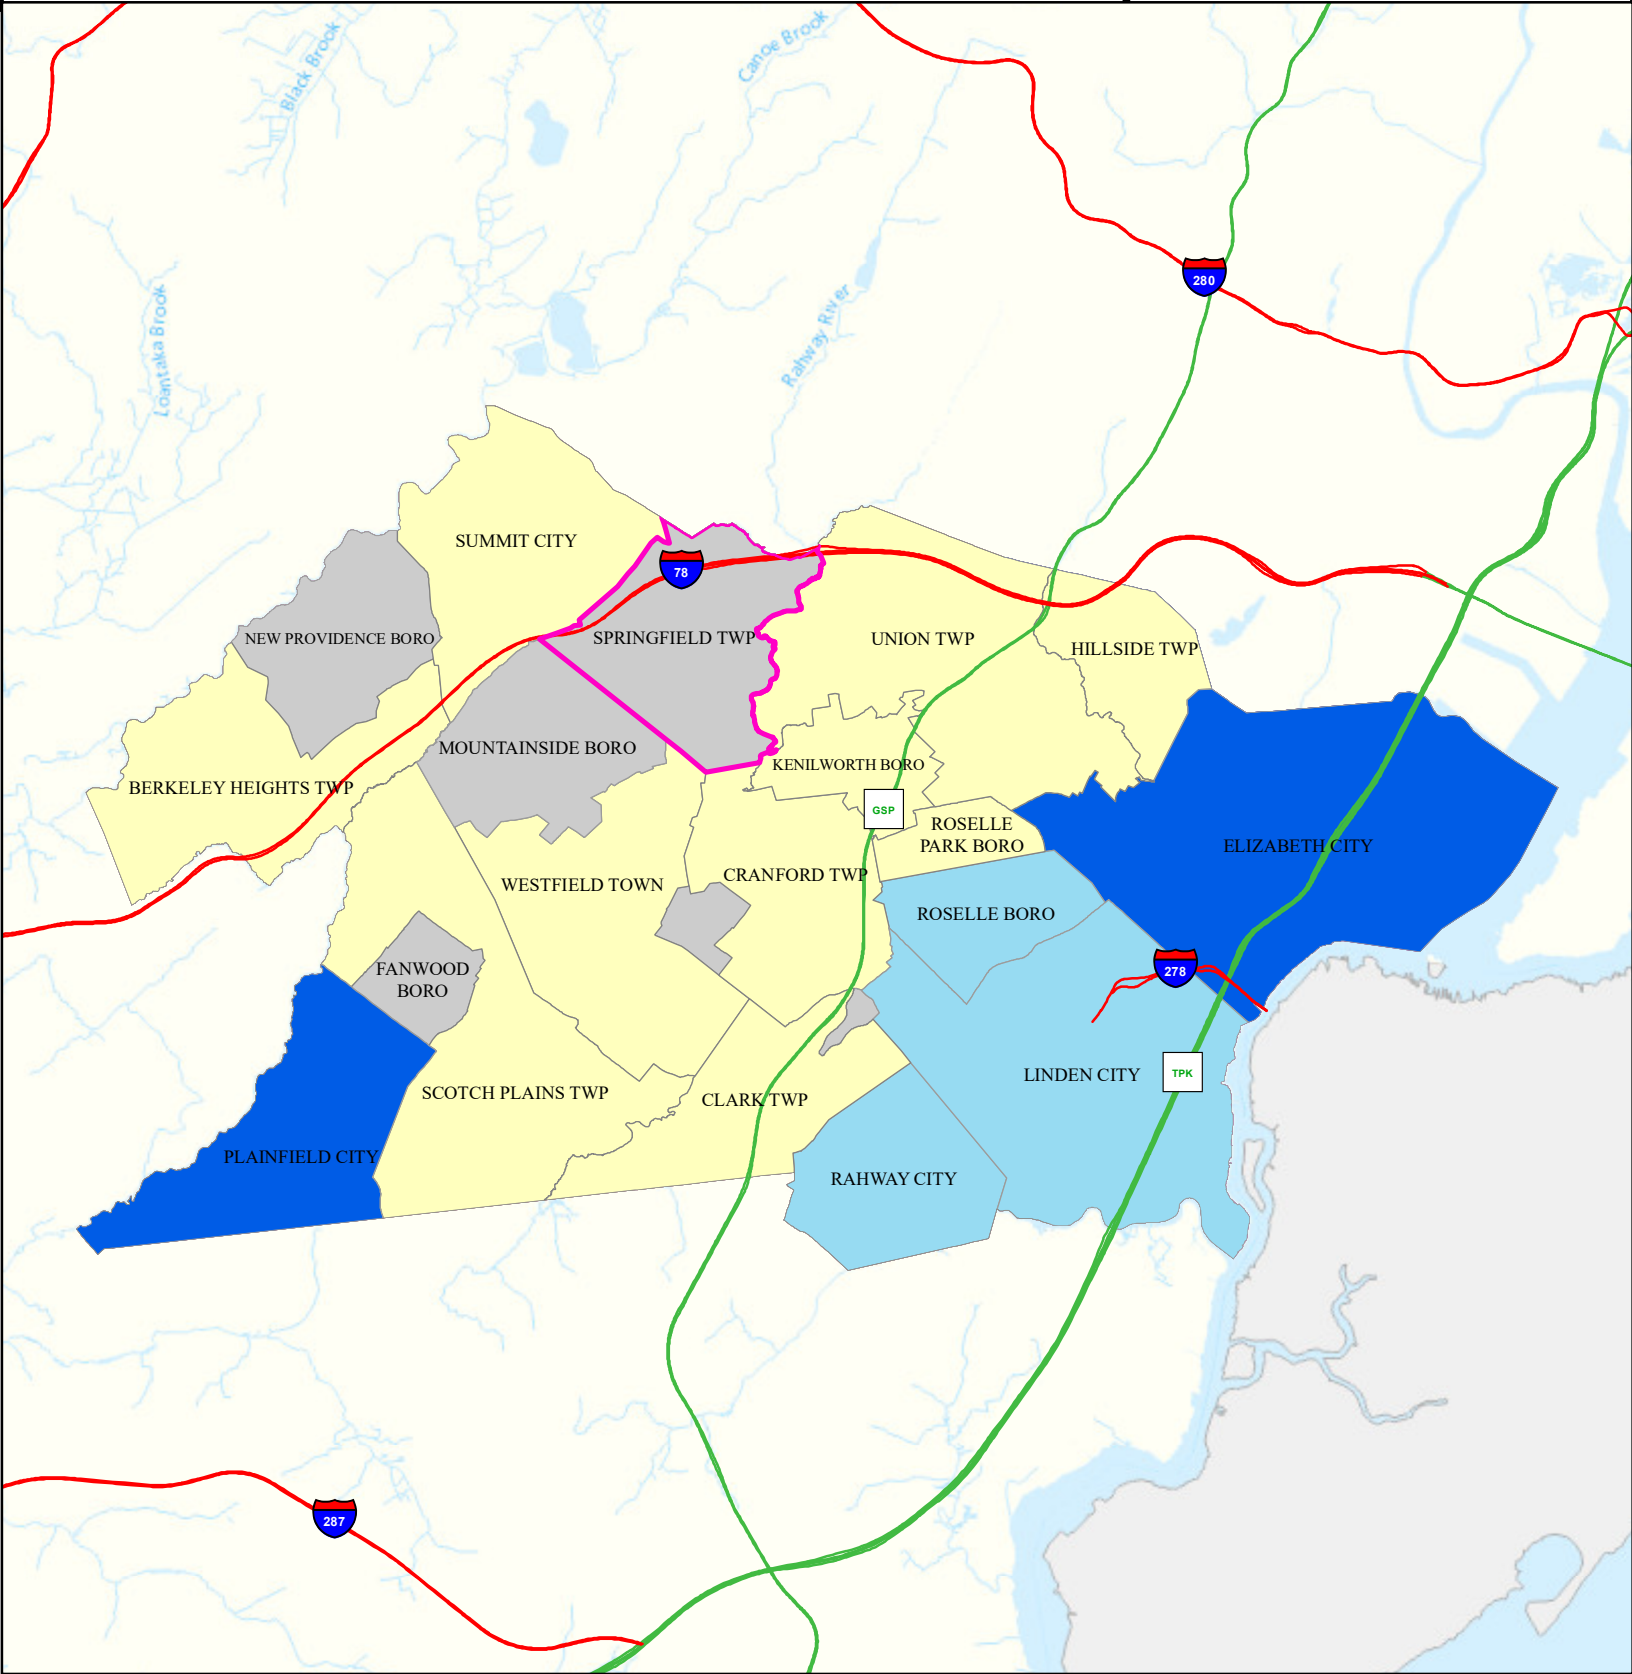 Black Brook
Canoe Brook
280
Loantaka Brook
Rahway River
SUMMIT CITY
78
NEW PROVIDENCE BORO
SPRINGFIELD TWP
UNION TWP
HILLSIDE TWP
MOUNTAINSIDE BORO
KENILWORTH BORO
BERKELEY HEIGHTS TWP
GSP
ROSELLE
PARK BORO
ELIZABETH CITY
WESTFIELD TOWN
CRANFORD TWP
ROSELLE BORO
FANWOOD
BORO
278
LINDEN CITY
TPK
SCOTCH PLAINS TWP
CLARK TWP
PLAINFIELD CITY
RAHWAY CITY
287